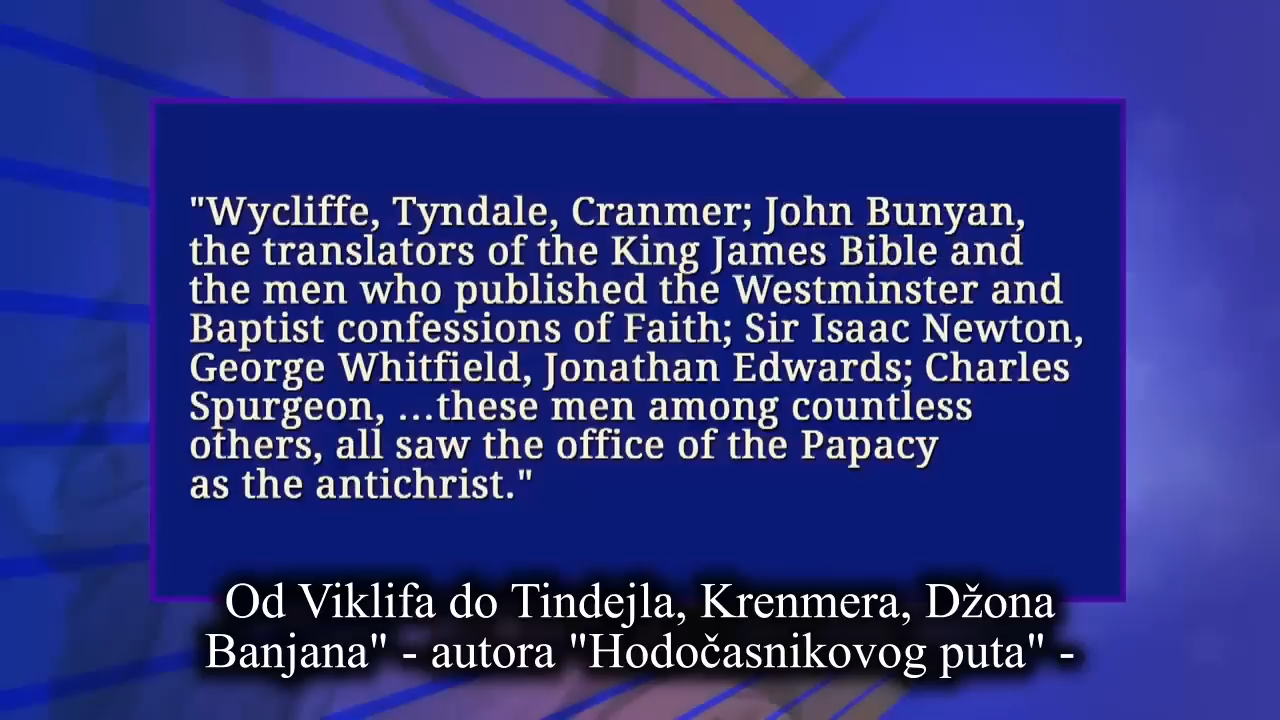 "Wycliffe, Tyndale, Cranmer; John Bunyan,
the translators of the King James Bible and
the men who published the Westminster and
Baptist confessions of Faith; Sir Isaac Newton,
George Whitfield, Jonathan Edwards; Charles
Spurgeon, ...these men among countless
others, all saw the office of the Papacy
as the antichrist."
Od Viklifa do Tindejla, Krenmera, Džona
Banjana" - autora "Hodočasnikovog puta" -